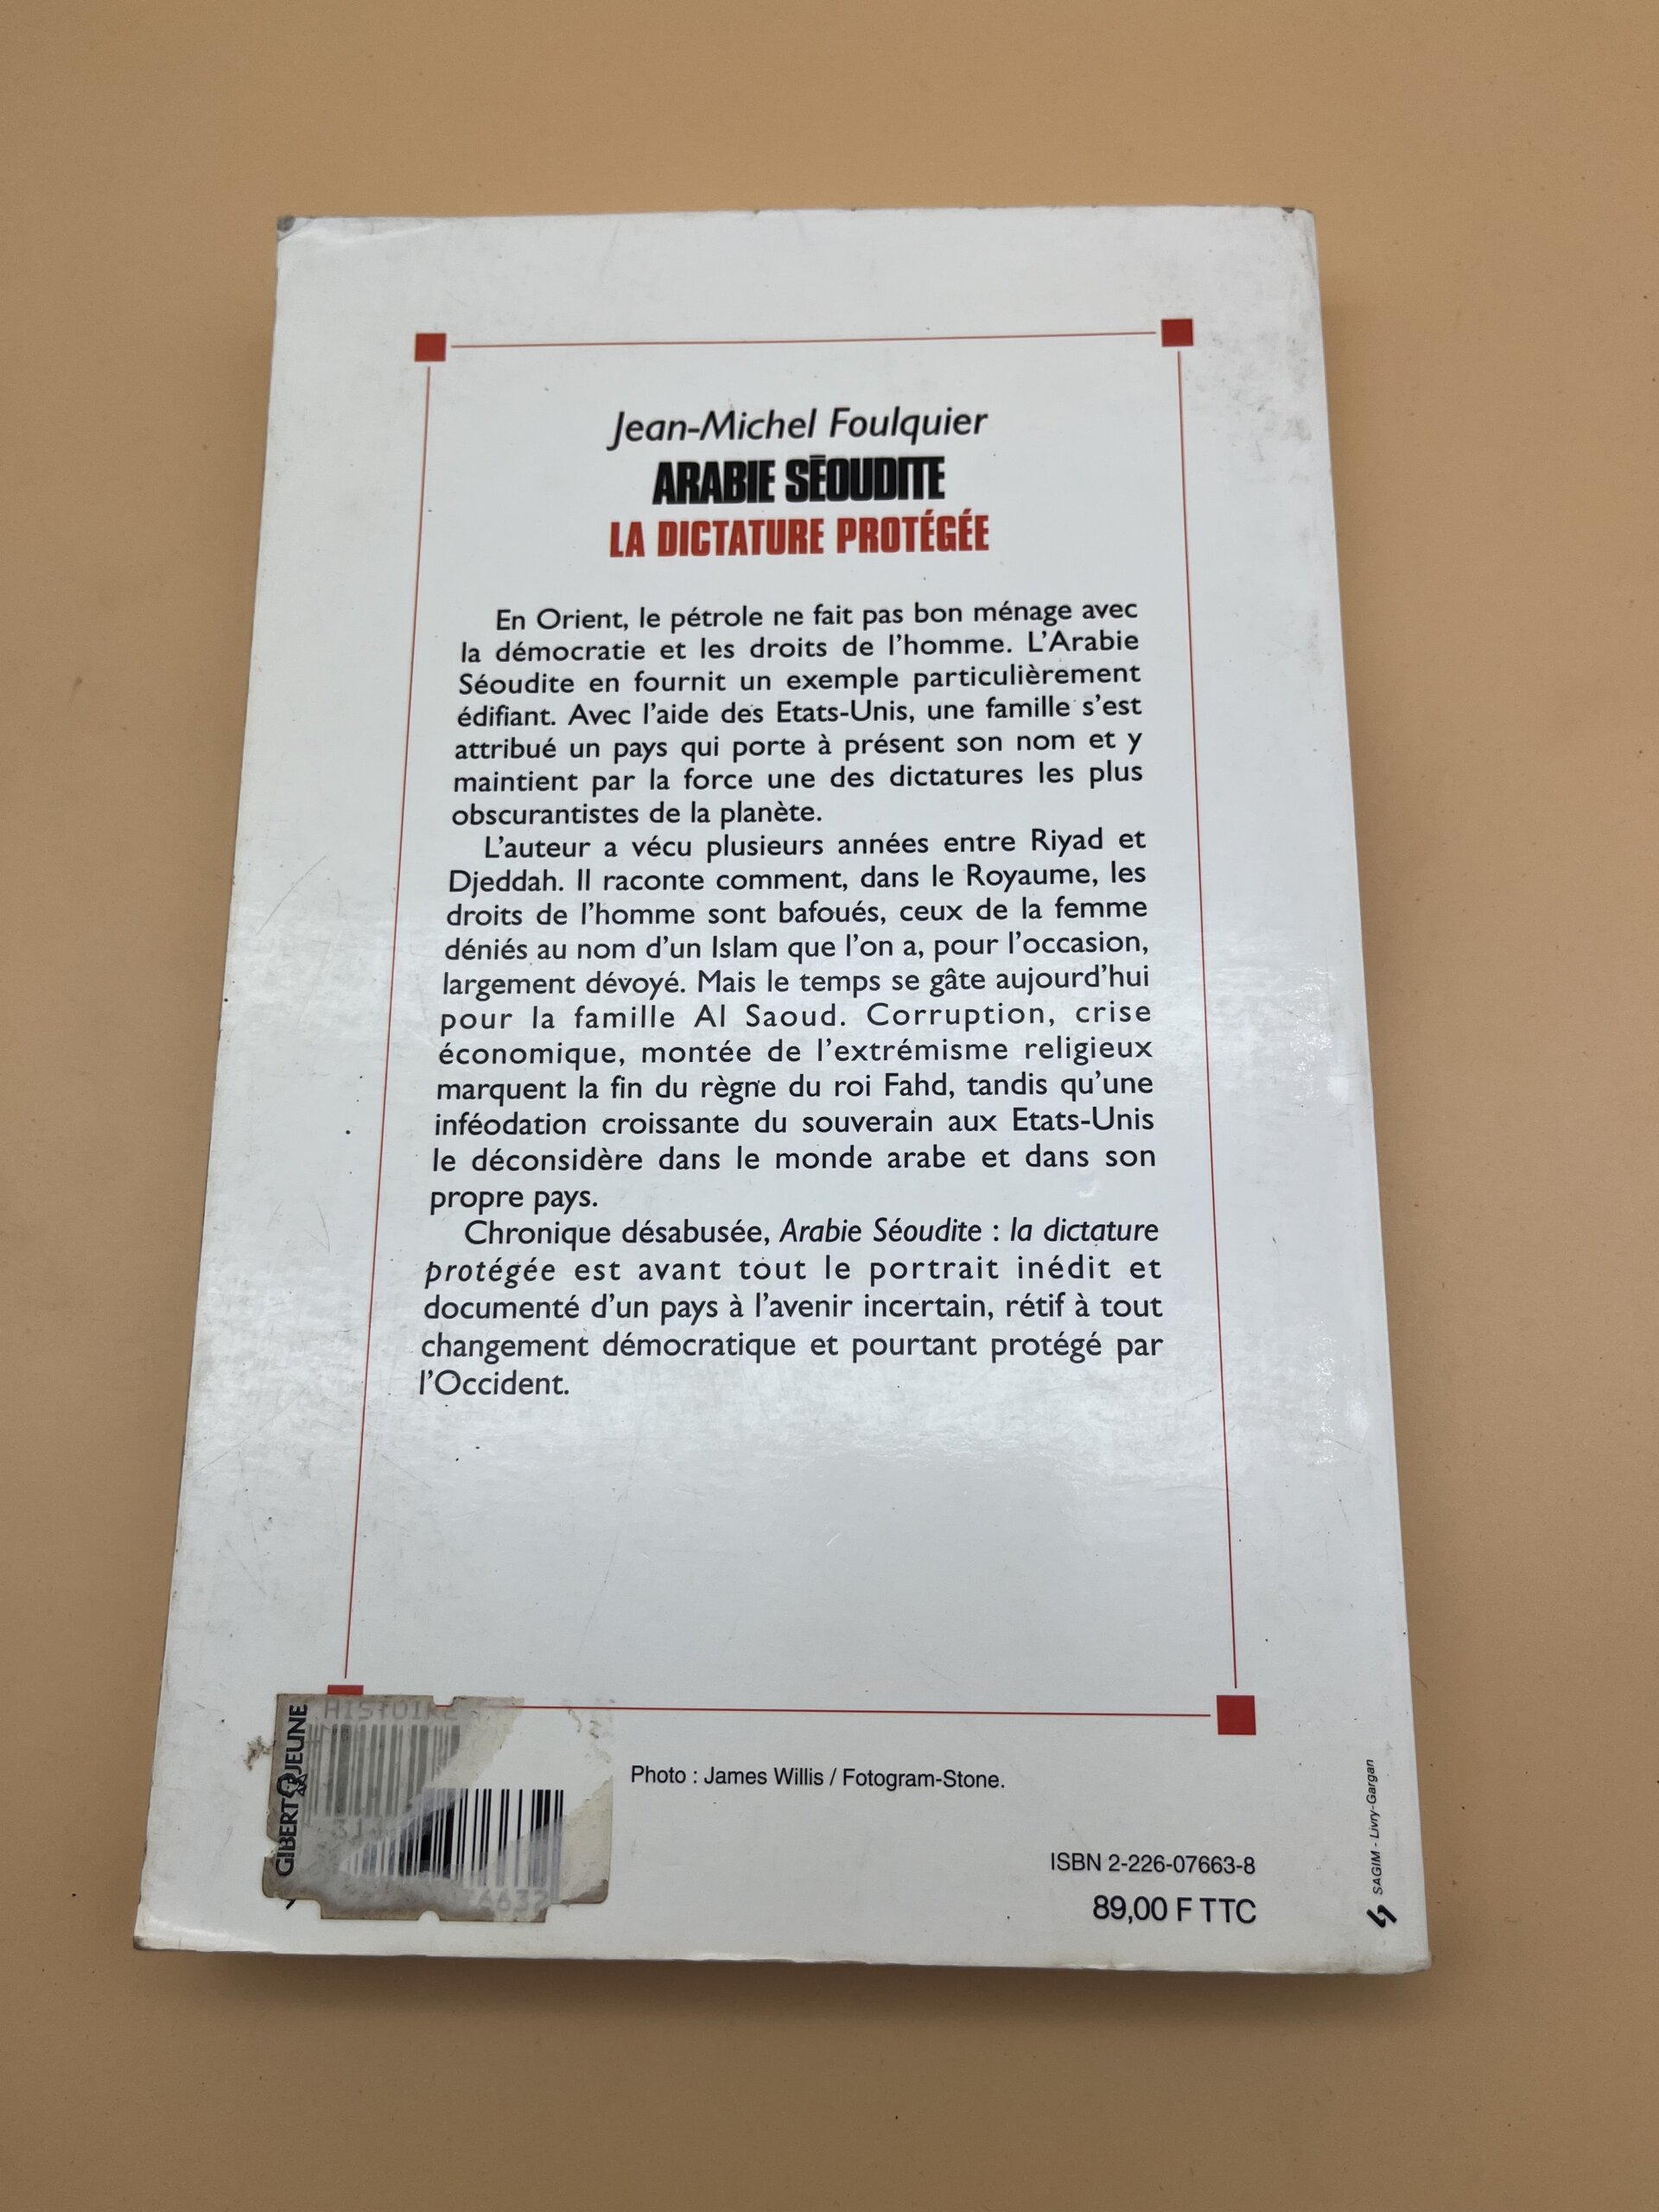 Jean-Michel Foulquier
ARABIE SÉOUDITE
LA DICTATURE PROTÉGÉE
En Orient, le pétrole ne fait pas bon ménage avec
la démocratie et les droits de l'homme. L'Arabie
Séoudite en fournit un exemple particulièrement
édifiant. Avec l'aide des Etats-Unis, une famille s'est
attribué un pays qui porte à présent son nom et y
maintient par la force une des dictatures les plus
obscurantistes de la planète.
L'auteur a vécu plusieurs années entre Riyad et
Djeddah. Il raconte comment, dans le Royaume, les
droits de l'homme sont bafoués, ceux de la femme
déniés au nom d'un Islam que l'on a, pour l'occasion,
largement dévoyé. Mais le temps se gâte aujourd'hui
pour la famille Al Saoud. Corruption, crise
économique, montée de l'extrémisme religieux
marquent la fin du règne du roi Fahd, tandis qu'une
inféodation croissante du souverain aux Etats-Unis
le déconsidère dans le monde arabe et dans son
propre pays.
Chronique désabusée, Arabie Séoudite : la dictature
protégée est avant tout le portrait inédit et
documenté d'un pays à l'avenir incertain, rétif à tout
changement démocratique et pourtant protégé par
l'Occident.
HISTOIRE
GIBERT JEUNE
Photo : James Willis / Fotogram-Stone.
ISBN 2-226-07663-8
89,00 F TTC
SAGIM - Livry-Gargan